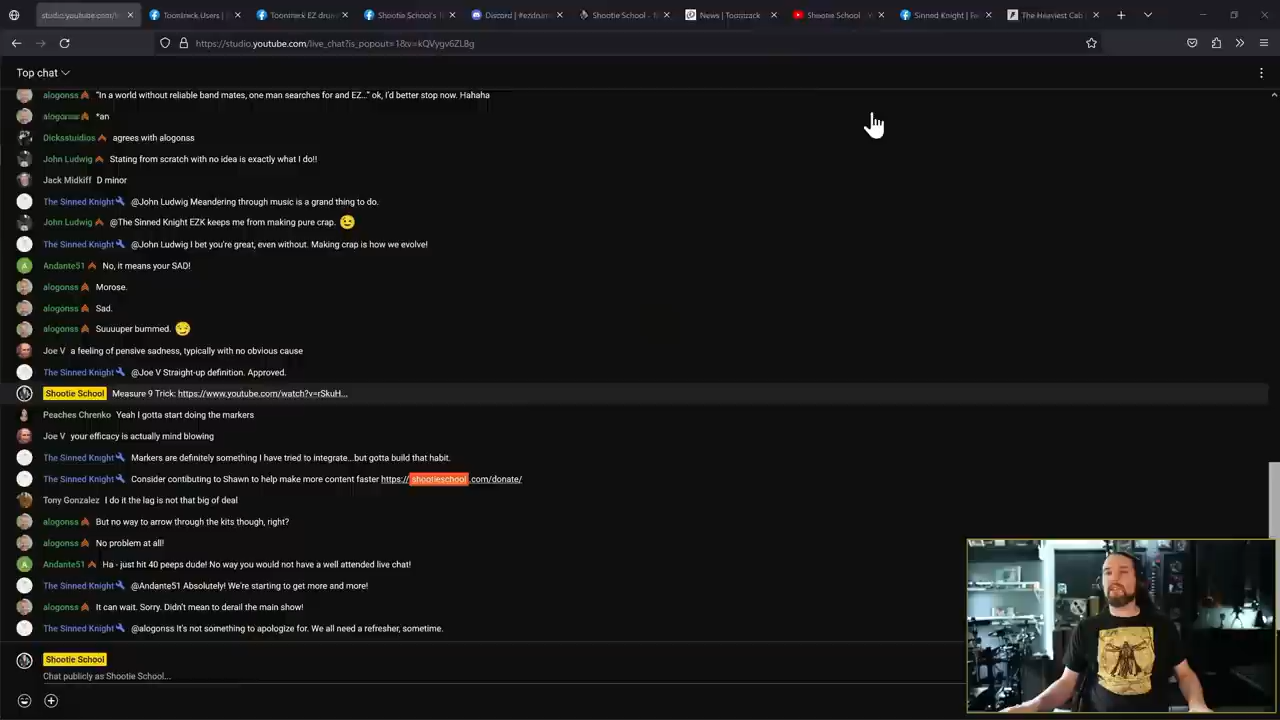 studio.youtube.com/live_chat?is
Toontrack Users |
Toontrack EZ drum
Shootie School's
Discord | #ezdrum
Shootie School -
News | Toontrack
Shootie School - Y
Sinned Knight | Fe
The Heaviest Cab
https://studio.youtube.com/live_chat?is_popout=1&v=kQVygv6ZLBg
Top chat
alogonss "In a world without reliable band mates, one man searches for and EZ.." ok, I'd better stop now. Hahaha
alogonss *an
Dicksstuidios agrees with alogonss
John Ludwig Stating from scratch with no idea is exactly what I do!!
Jack Midkiff D minor
The Sinned Knight @John Ludwig Meandering through music is a grand thing to do.
John Ludwig @The Sinned Knight EZK keeps me from making pure crap. 😉
The Sinned Knight @John Ludwig I bet you're great, even without. Making crap is how we evolve!
A Andante51 No, it means your SAD!
alogonss Morose.
alogonss Sad.
alogonss Suuuuper bummed. 😏
Joe V a feeling of pensive sadness, typically with no obvious cause
The Sinned Knight @Joe V Straight-up definition. Approved.
Shootie School Measure 9 Trick: https://www.youtube.com/watch?v=rSkuH...
Peaches Chrenko Yeah I gotta start doing the markers
Joe V your efficacy is actually mind blowing
The Sinned Knight Markers are definitely something I have tried to integrate...but gotta build that habit.
The Sinned Knight Consider contibuting to Shawn to help make more content faster https://shootieschool.com/donate/
Tony Gonzalez I do it the lag is not that big of deal
alogonss But no way to arrow through the kits though, right?
alogonss No problem at all!
A Andante51 Ha - just hit 40 peeps dude! No way you would not have a well attended live chat!
The Sinned Knight @Andante51 Absolutely! We're starting to get more and more!
alogonss It can wait. Sorry. Didn't mean to derail the main show!
The Sinned Knight @alogonss It's not something to apologize for. We all need a refresher, sometime.
Shootie School
Chat publicly as Shootie School...